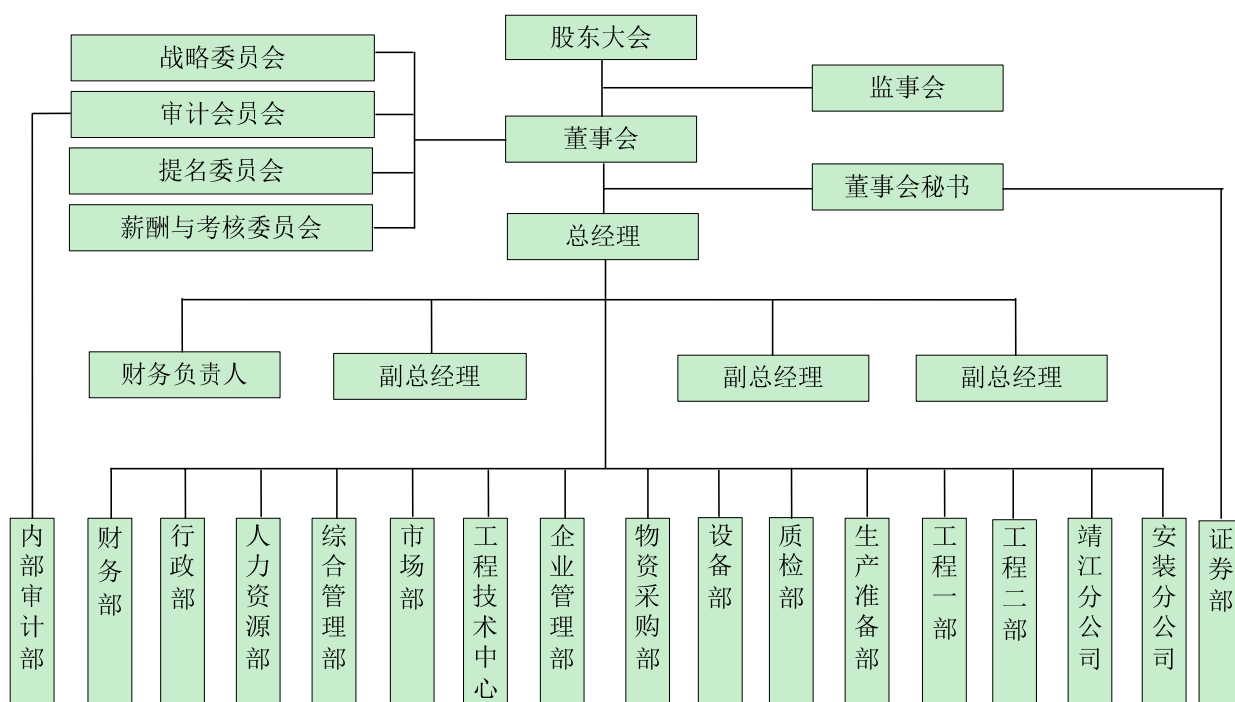 股东大会
战略委员会
监事会
审计会员会
董事会
提名委员会
董事会秘书
薪酬与考核委员会
总经理
财务负责人
副总经理
副总经理
副总经理
内部审计部
财务部
行政部
人力资源部
综合管理部
市场部
工程技术中心
企业管理部
物资采购部
设备部
质检部
生产准备部
工程一部
工程二部
靖江分公司
安装分公司
证券部